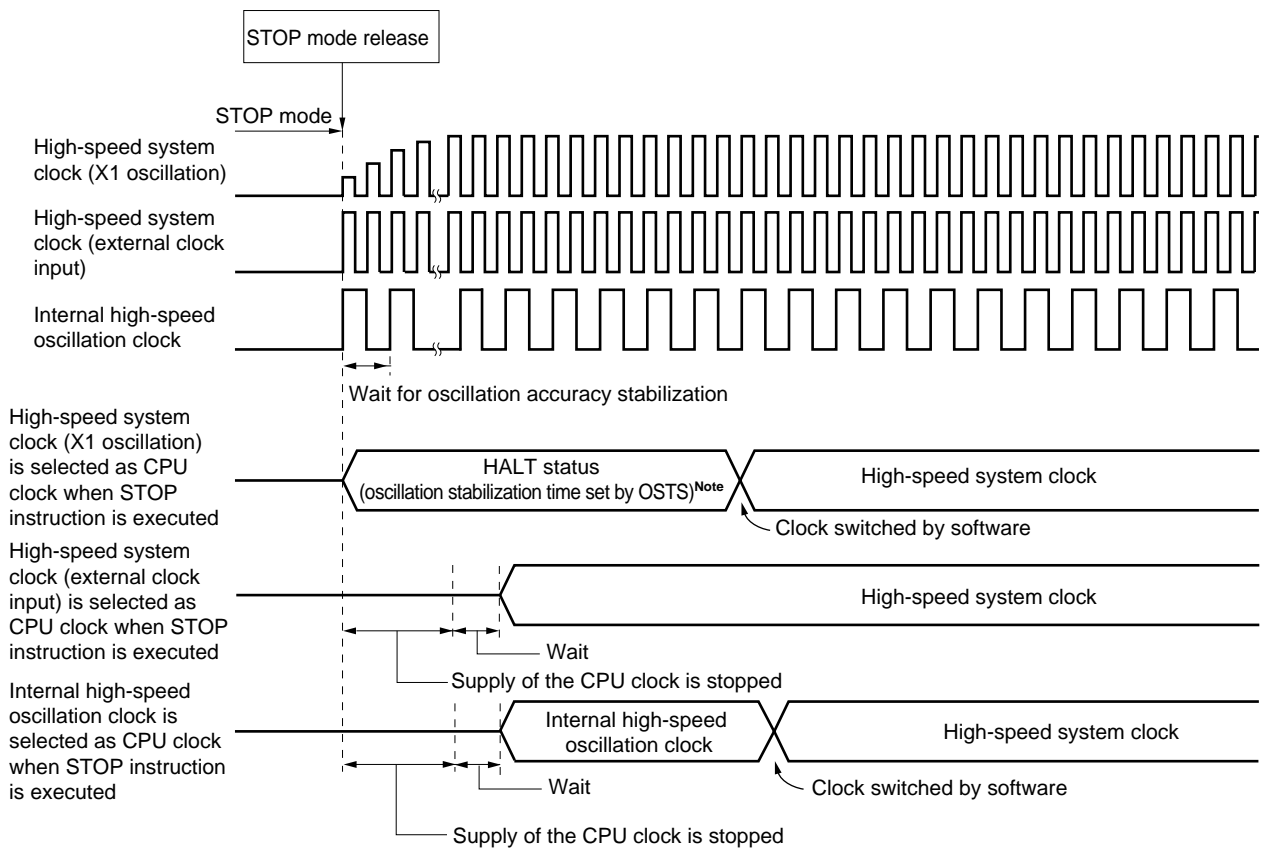 STOP mode release
STOP mode
High-speed system
clock (X1 oscillation)
High-speed system
clock (external clock
input)
Internal high-speed
oscillation clock
Wait for oscillation accuracy stabilization
High-speed system
clock (X1 oscillation)
is selected as CPU
clock when STOP
instruction is executed
HALT status
(oscillation stabilization time set by OSTS)Note
High-speed system clock
Clock switched by software
High-speed system
clock (external clock
input) is selected as
CPU clock when STOP
instruction is executed
High-speed system clock
Wait
Supply of the CPU clock is stopped
Internal high-speed
oscillation clock is
selected as CPU clock
when STOP instruction
is executed
Internal high-speed
oscillation clock
High-speed system clock
Wait
Clock switched by software
Supply of the CPU clock is stopped